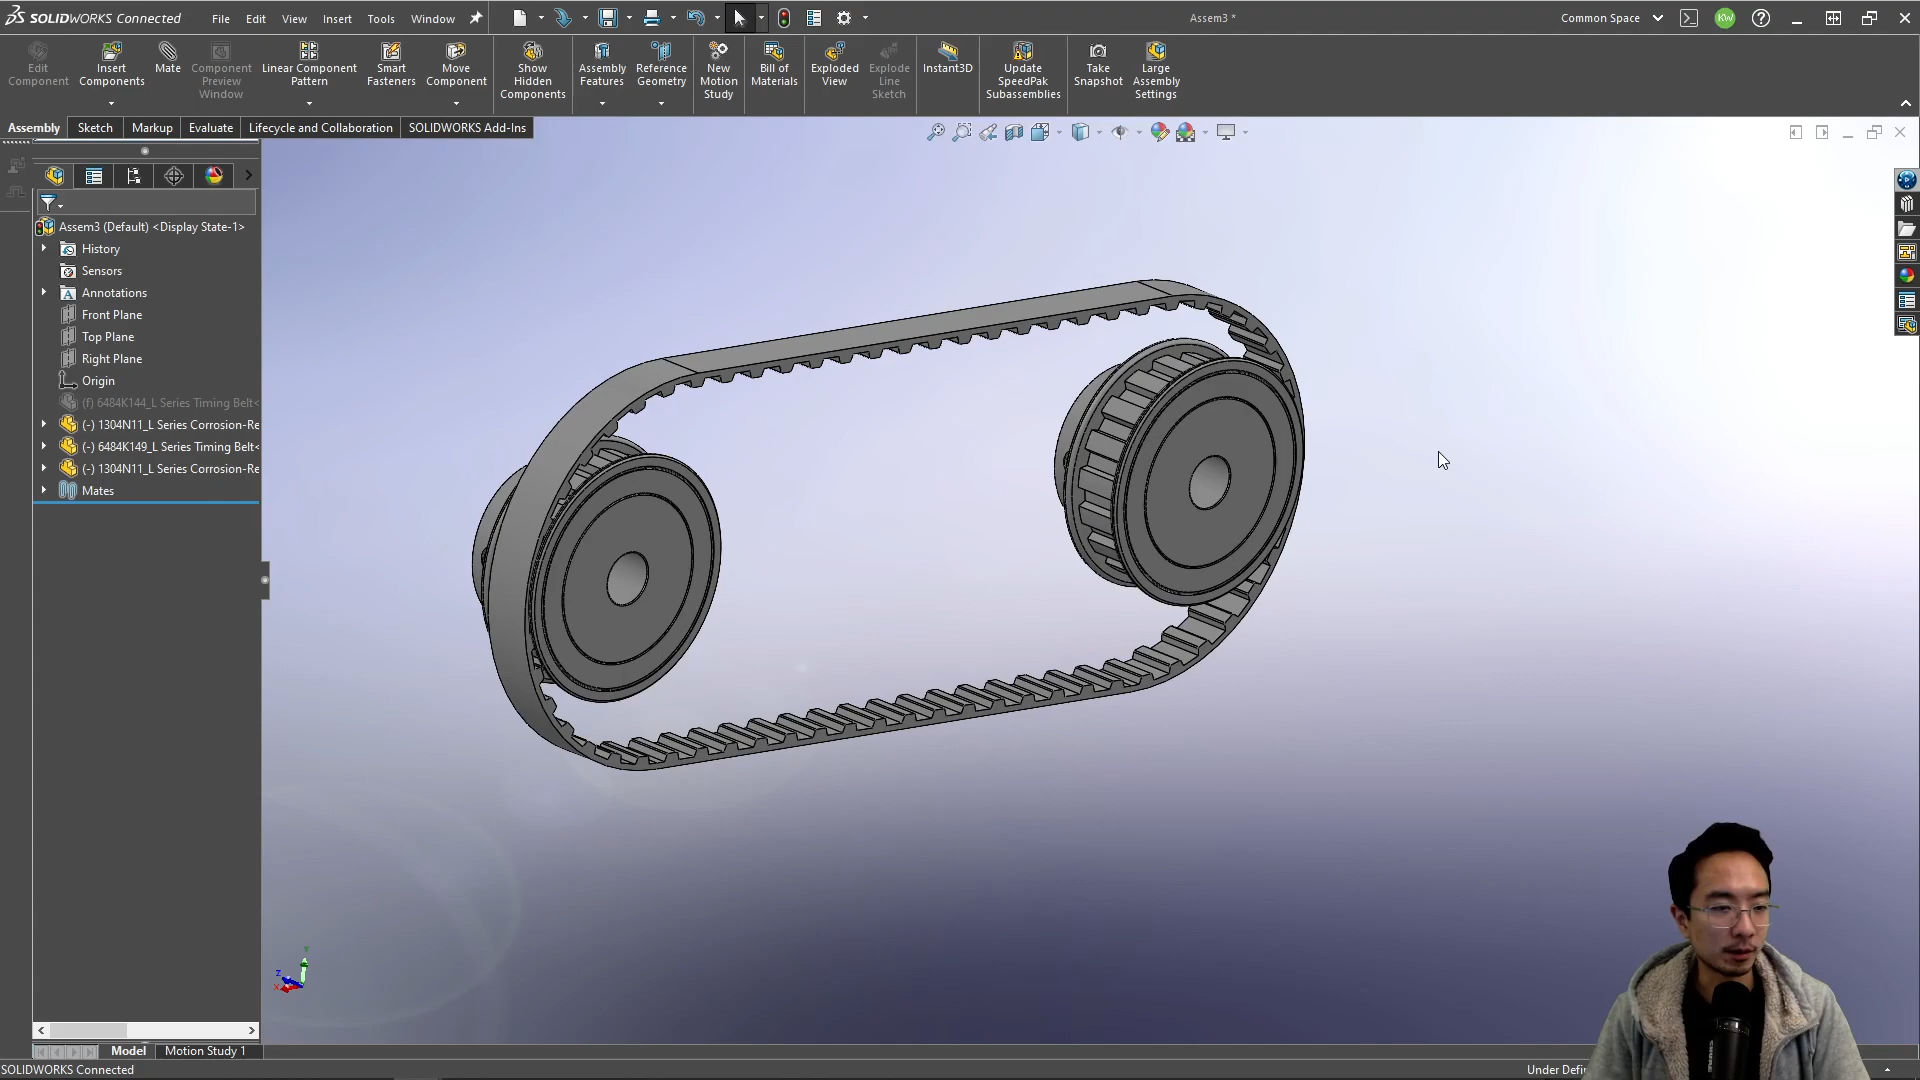 SOLIDWORKS Connected File Edit View Insert Tools Window Assem3 * Common Space KW
Edit Component
Insert Components
Mate
Component Preview Window
Linear Component Pattern
Smart Fasteners
Move Component
Show Hidden Components
Assembly Features
Reference Geometry
New Motion Study
Bill of Materials
Exploded View
Explode Line Sketch
Instant3D
Update SpeedPak Subassemblies
Take Snapshot
Large Assembly Settings
Assembly Sketch Markup Evaluate Lifecycle and Collaboration SOLIDWORKS Add-Ins
Assem3 (Default) <Display State-1>
History
Sensors
Annotations
Front Plane
Top Plane
Right Plane
Origin
(f) 6484K144_L Series Timing Belt<
(-) 1304N11_L Series Corrosion-Re
(-) 6484K149_L Series Timing Belt<
(-) 1304N11_L Series Corrosion-Re
Mates
Y
Z
X
Model Motion Study 1
SOLIDWORKS Connected Under Defi